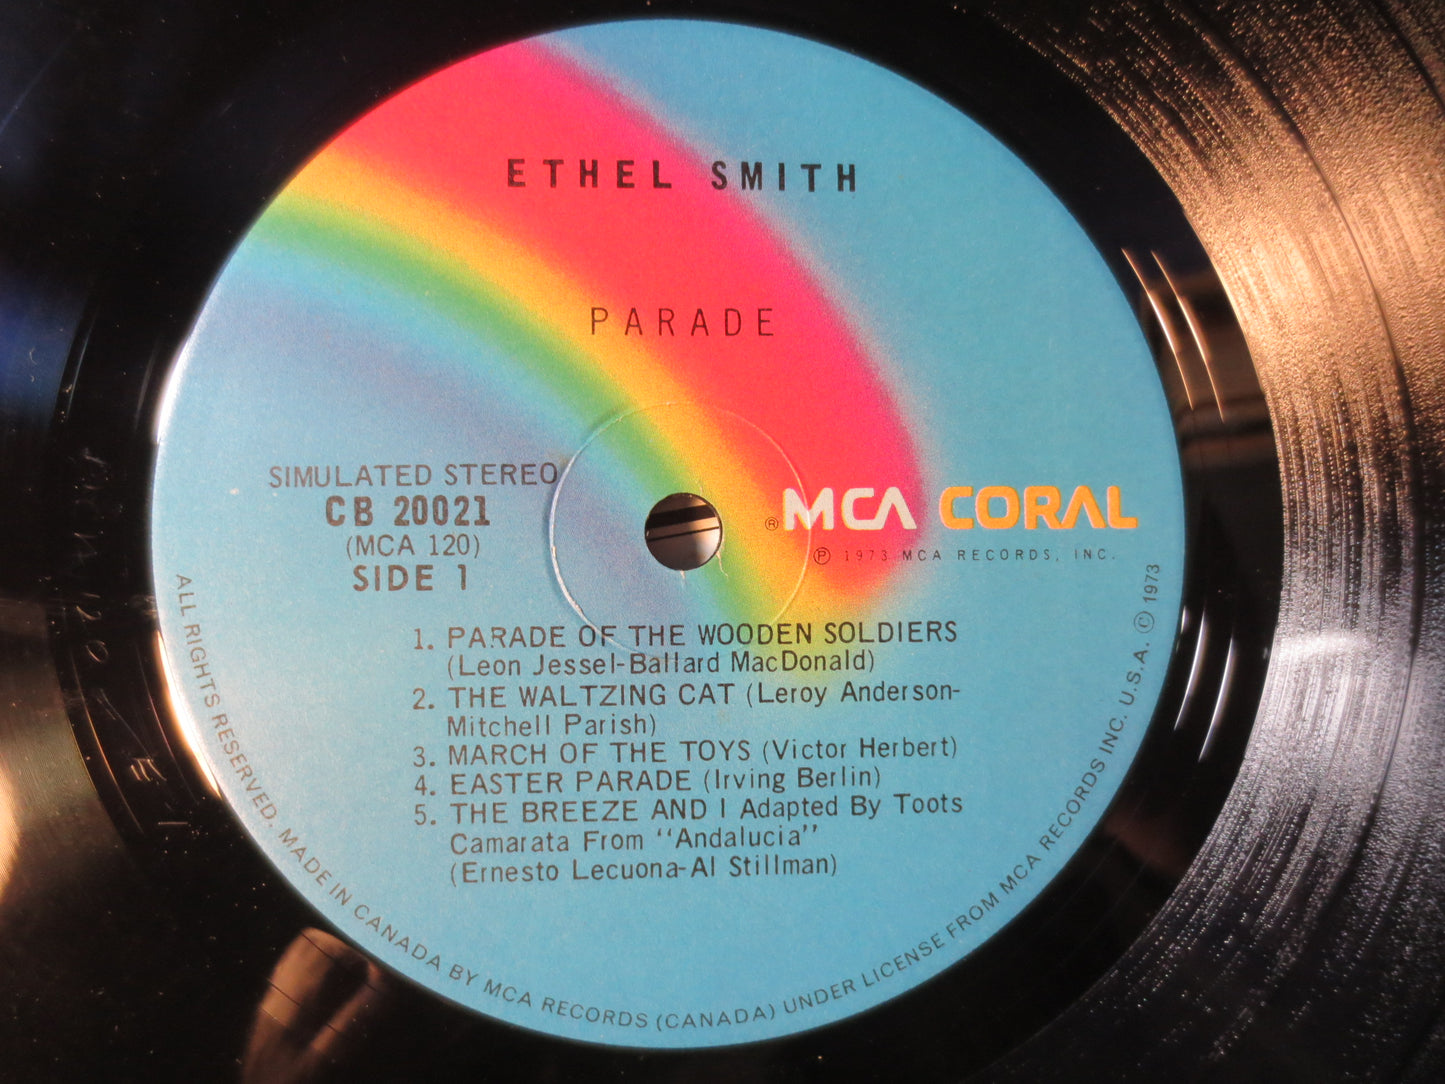 ETHEL SMITH
PARADE
SIMULATED STEREO
CB 20021
(MCA 120)
SIDE 1
® MCA CORAL
℗ 1973 MCA RECORDS, INC.
1. PARADE OF THE WOODEN SOLDIERS
(Leon Jessel-Ballard MacDonald)
2. THE WALTZING CAT (Leroy Anderson-
Mitchell Parish)
3. MARCH OF THE TOYS (Victor Herbert)
4. EASTER PARADE (Irving Berlin)
5. THE BREEZE AND I Adapted By Toots
Camarata From "Andalucia"
(Ernesto Lecuona-Al Stillman)
ALL RIGHTS RESERVED. MADE IN CANADA BY MCA RECORDS (CANADA) UNDER LICENSE FROM MCA RECORDS INC. U.S.A. © 1973